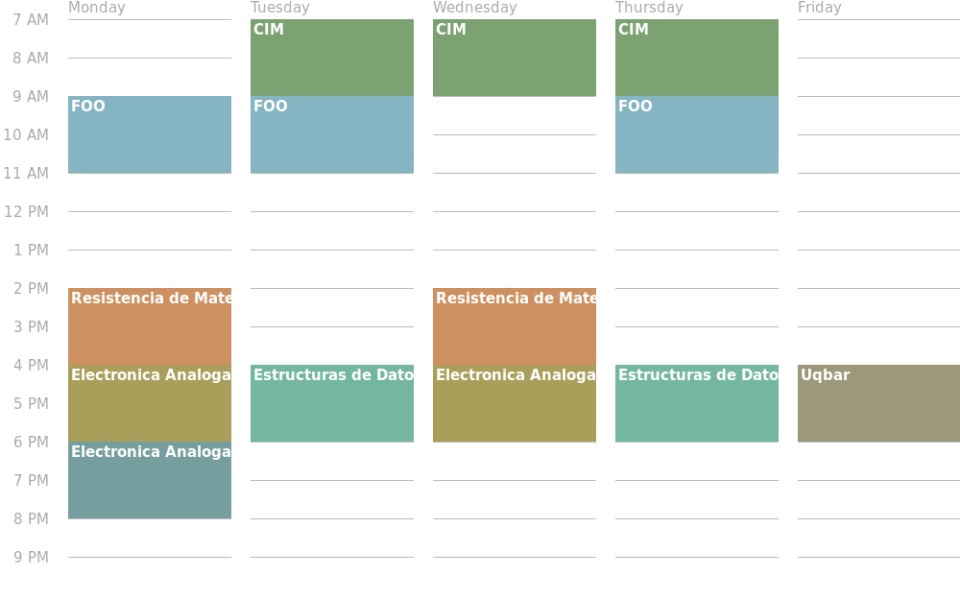 Monday Tuesday Wednesday Thursday Friday
7 AM
CIM CIM CIM
8 AM
9 AM
FOO FOO FOO
10 AM
11 AM
12 PM
1 PM
2 PM
Resistencia de Mate Resistencia de Mate
3 PM
4 PM
Electronica Analoga Estructuras de Dato Electronica Analoga Estructuras de Dato Uqbar
5 PM
6 PM
Electronica Analoga
7 PM
8 PM
9 PM